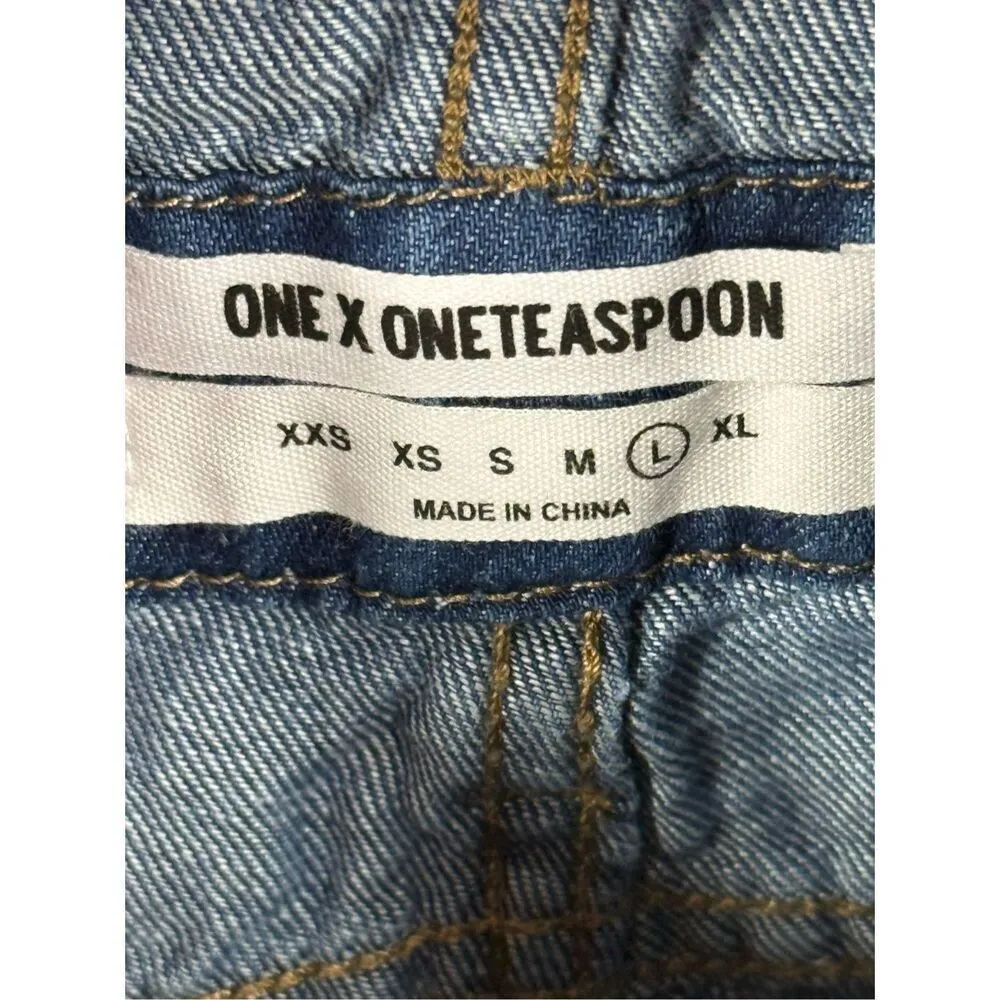 ONE X ONETEASPOON
XXS XS S M L XL
MADE IN CHINA